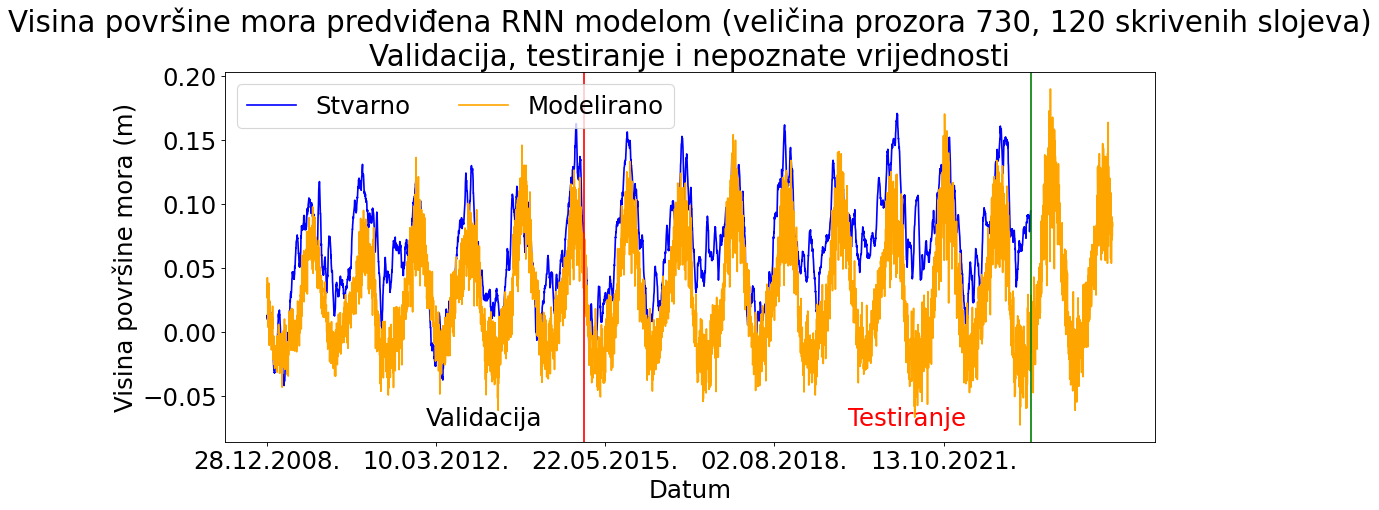 Visina površine mora predviđena RNN modelom (veličina prozora 730, 120 skrivenih slojeva)
Validacija, testiranje i nepoznate vrijednosti
Stvarno
Modelirano
Visina površine mora (m)
0.20
0.15
0.10
0.05
0.00
−0.05
Validacija
Testiranje
28.12.2008.
10.03.2012.
22.05.2015.
02.08.2018.
13.10.2021.
Datum